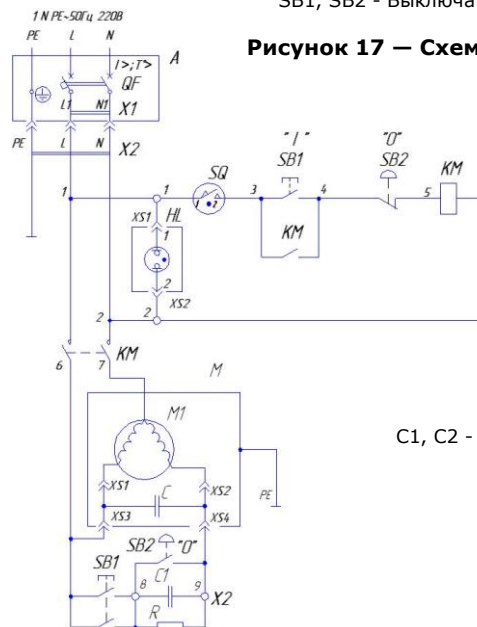 SB1, SB2 - Выключа
Рисунок 17 — Схем
1 N PE~50Гц 220В
PE L N
A
I>;T>
QF
L1 N1 X1
PE L N X2
"I" "0"
SQ SB1 SB2 KM
1 1 1 2 3 4 5
XS1 HL
1
KM
2
XS2
2 2
KM
6 7
M
M1
C1, C2 -
XS1 XS2
C
PE
XS3 XS4
SB2 "0"
SB1
8 C1 9 X2
R